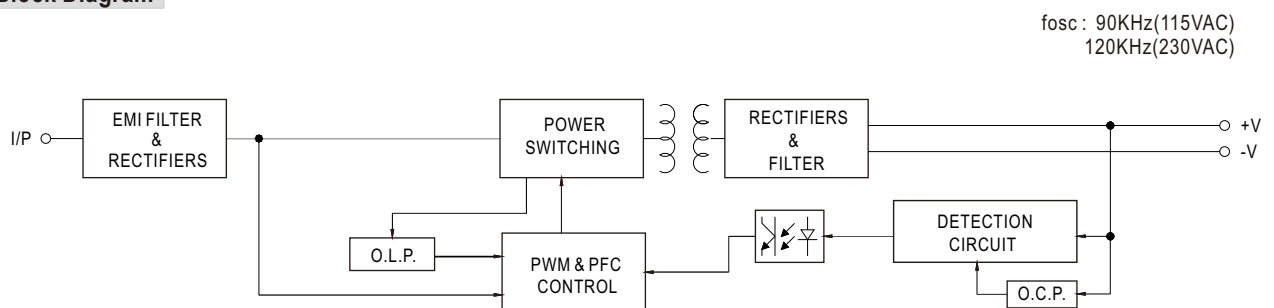 Block Diagram
fosc : 90KHz(115VAC)
120KHz(230VAC)
I/P
EMI FILTER
&
RECTIFIERS
POWER
SWITCHING
RECTIFIERS
&
FILTER
+V
-V
O.L.P.
PWM & PFC
CONTROL
DETECTION
CIRCUIT
O.C.P.